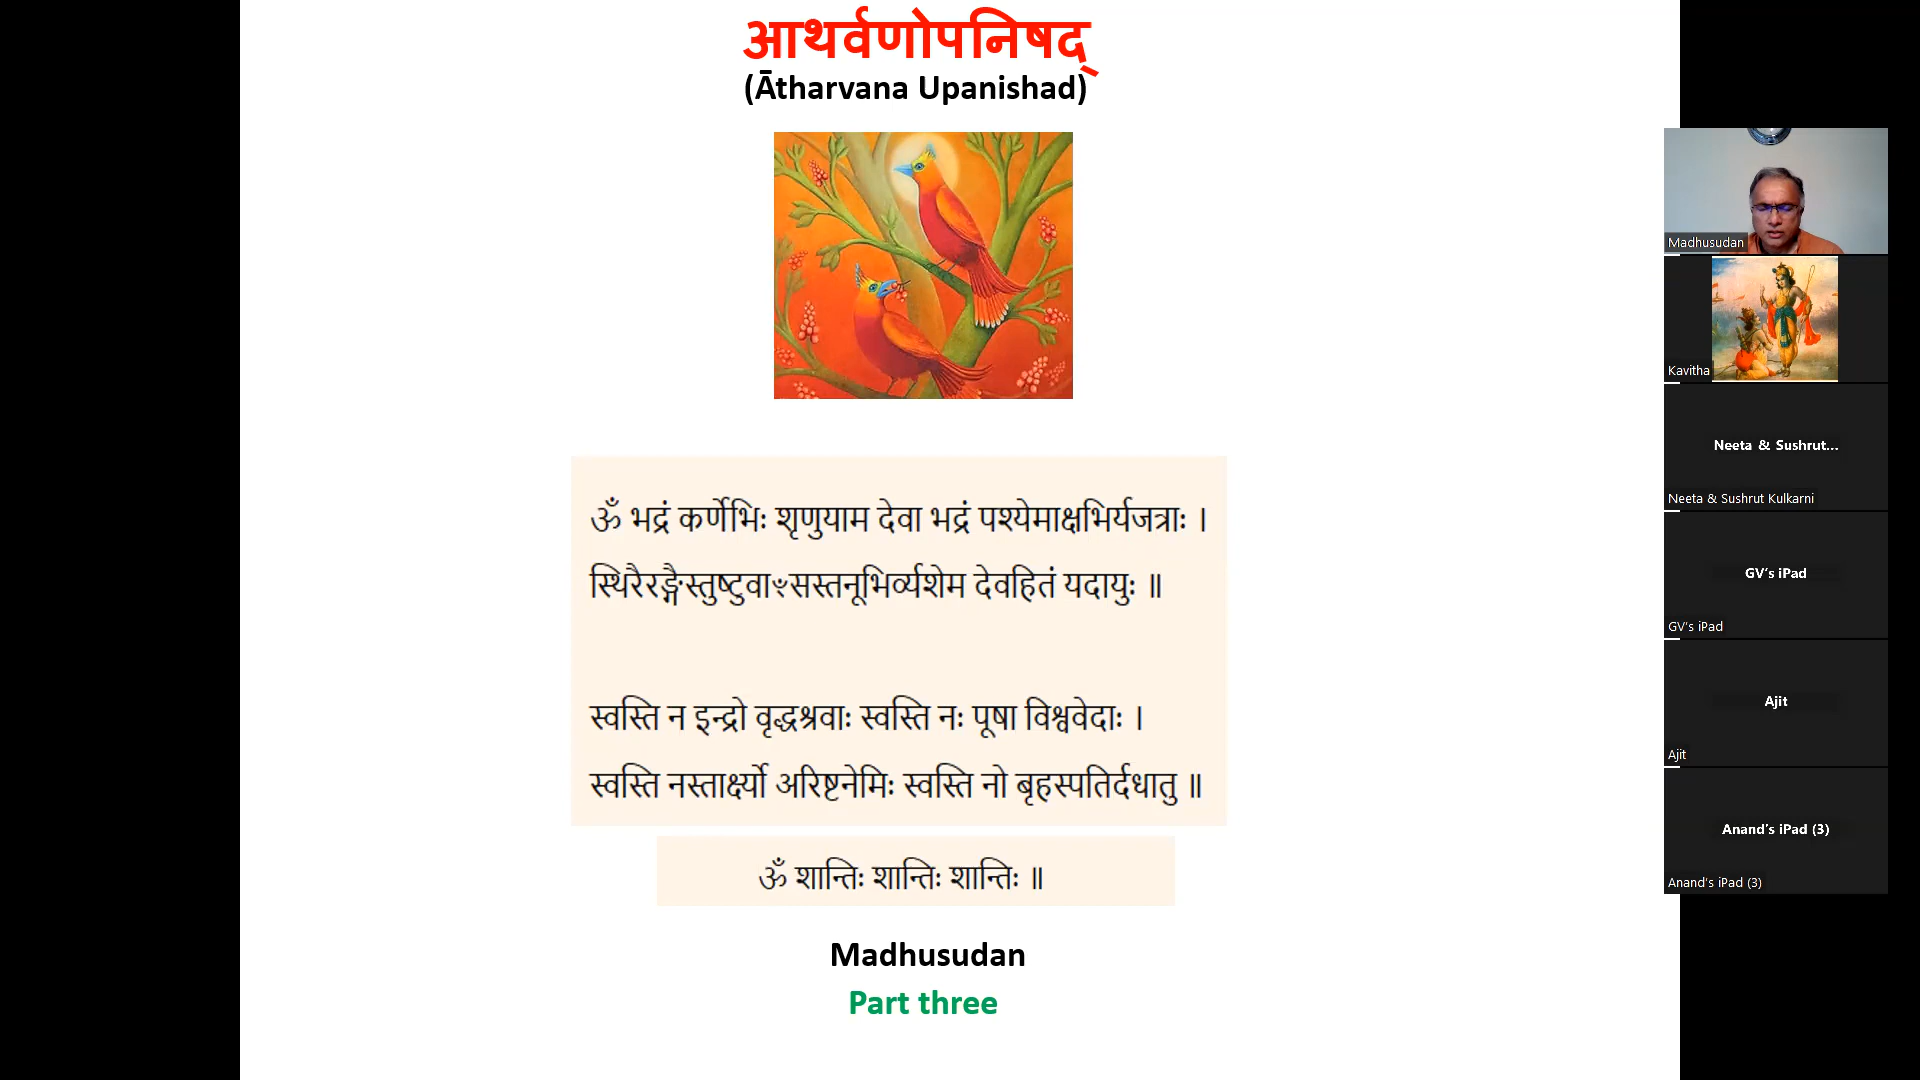 आथर्वणोपनिषद्
(Ātharvana Upanishad)
ॐ भद्रं कर्णेभिः शृणुयाम देवा भद्रं पश्येमाक्षभिर्यजत्राः ।
स्थिरैरङ्गैस्तुष्टुवाꣳसस्तनूभिर्व्यशेम देवहितं यदायुः ॥
स्वस्ति न इन्द्रो वृद्धश्रवाः स्वस्ति नः पूषा विश्ववेदाः ।
स्वस्ति नस्तार्क्ष्यो अरिष्टनेमिः स्वस्ति नो बृहस्पतिर्दधातु ॥
ॐ शान्तिः शान्तिः शान्तिः ॥
Madhusudan
Part three
Madhusudan
Kavitha
Neeta & Sushrut...
Neeta & Sushrut Kulkarni
GV's iPad
GV's iPad
Ajit
Ajit
Anand's iPad (3)
Anand's iPad (3)